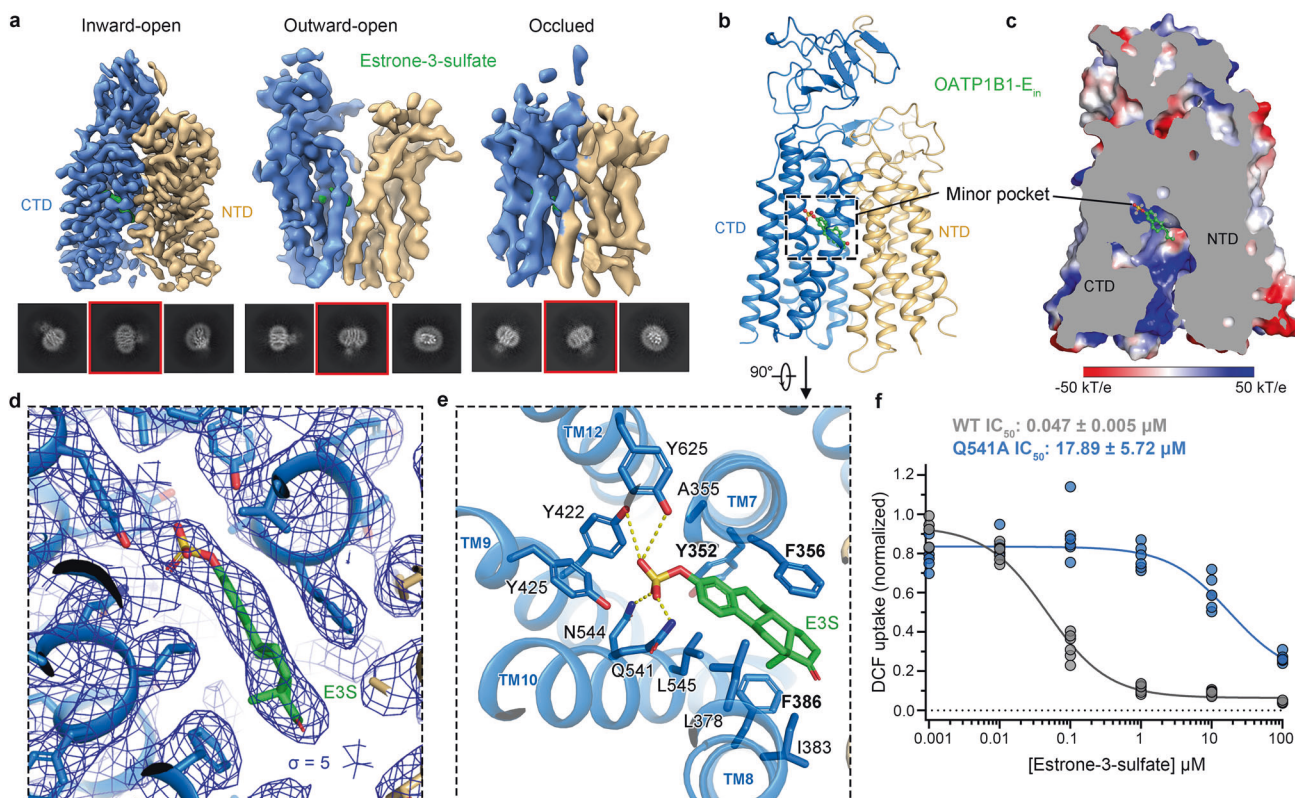 a
Inward-open
Outward-open
Occlued
Estrone-3-sulfate
CTD
NTD
b
OATP1B1-E_in
CTD
NTD
Minor pocket
90°
c
NTD
CTD
-50 kT/e
50 kT/e
d
E3S
σ = 5
e
TM12
Y625
A355
TM7
Y422
TM9
Y352
F356
Y425
E3S
N544
Q541
L545
TM10
F386
L378
I383
TM8
f
WT IC₅₀: 0.047 ± 0.005 µM
Q541A IC₅₀: 17.89 ± 5.72 µM
DCF uptake (normalized)
1.2
1.0
0.8
0.6
0.4
0.2
0.0
0.001
0.01
0.1
1
10
100
[Estrone-3-sulfate] µM